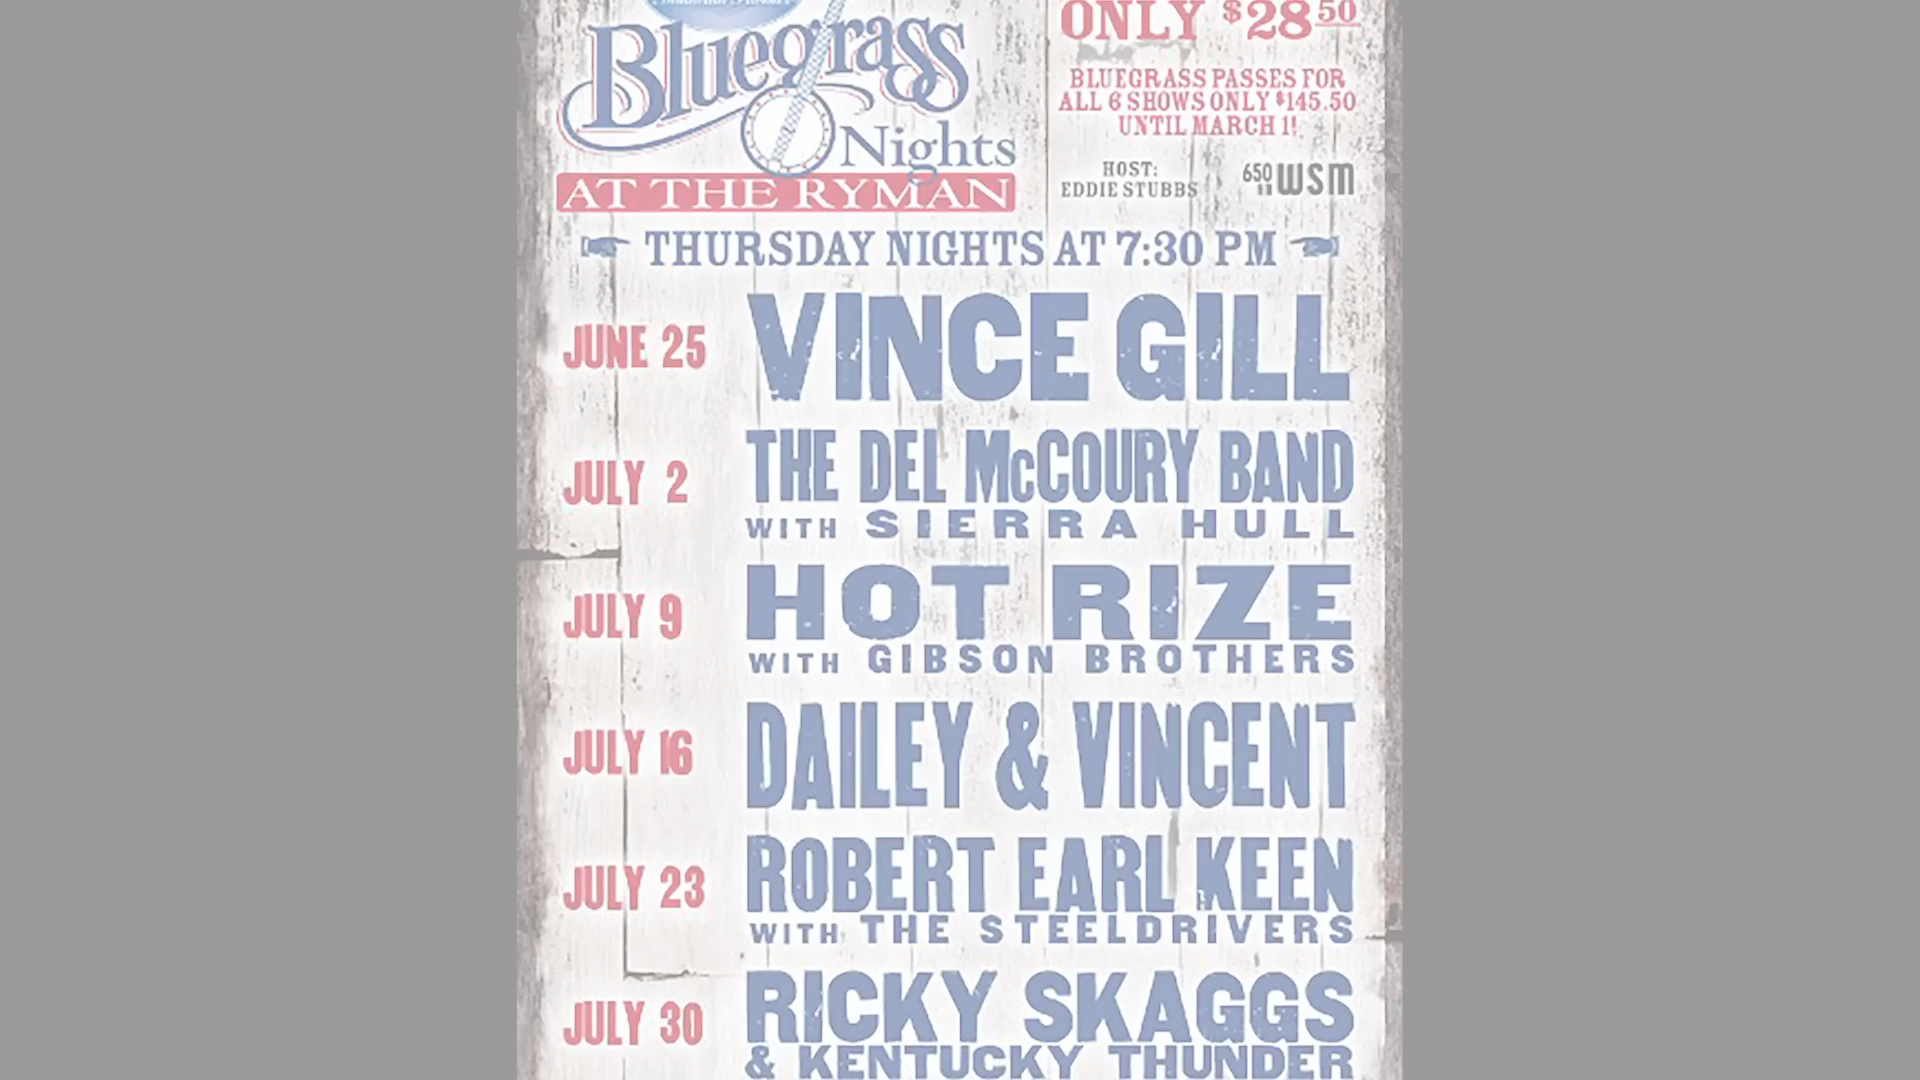 Bluegrass
Nights
AT THE RYMAN
ONLY $28.50
BLUEGRASS PASSES FOR
ALL 6 SHOWS ONLY $145.50
UNTIL MARCH 1!
HOST:
EDDIE STUBBS
650 WSM
THURSDAY NIGHTS AT 7:30 PM
JUNE 25 VINCE GILL
JULY 2 THE DEL McCOURY BAND
WITH SIERRA HULL
JULY 9 HOT RIZE
WITH GIBSON BROTHERS
JULY 16 DAILEY & VINCENT
JULY 23 ROBERT EARL KEEN
WITH THE STEELDRIVERS
JULY 30 RICKY SKAGGS
& KENTUCKY THUNDER